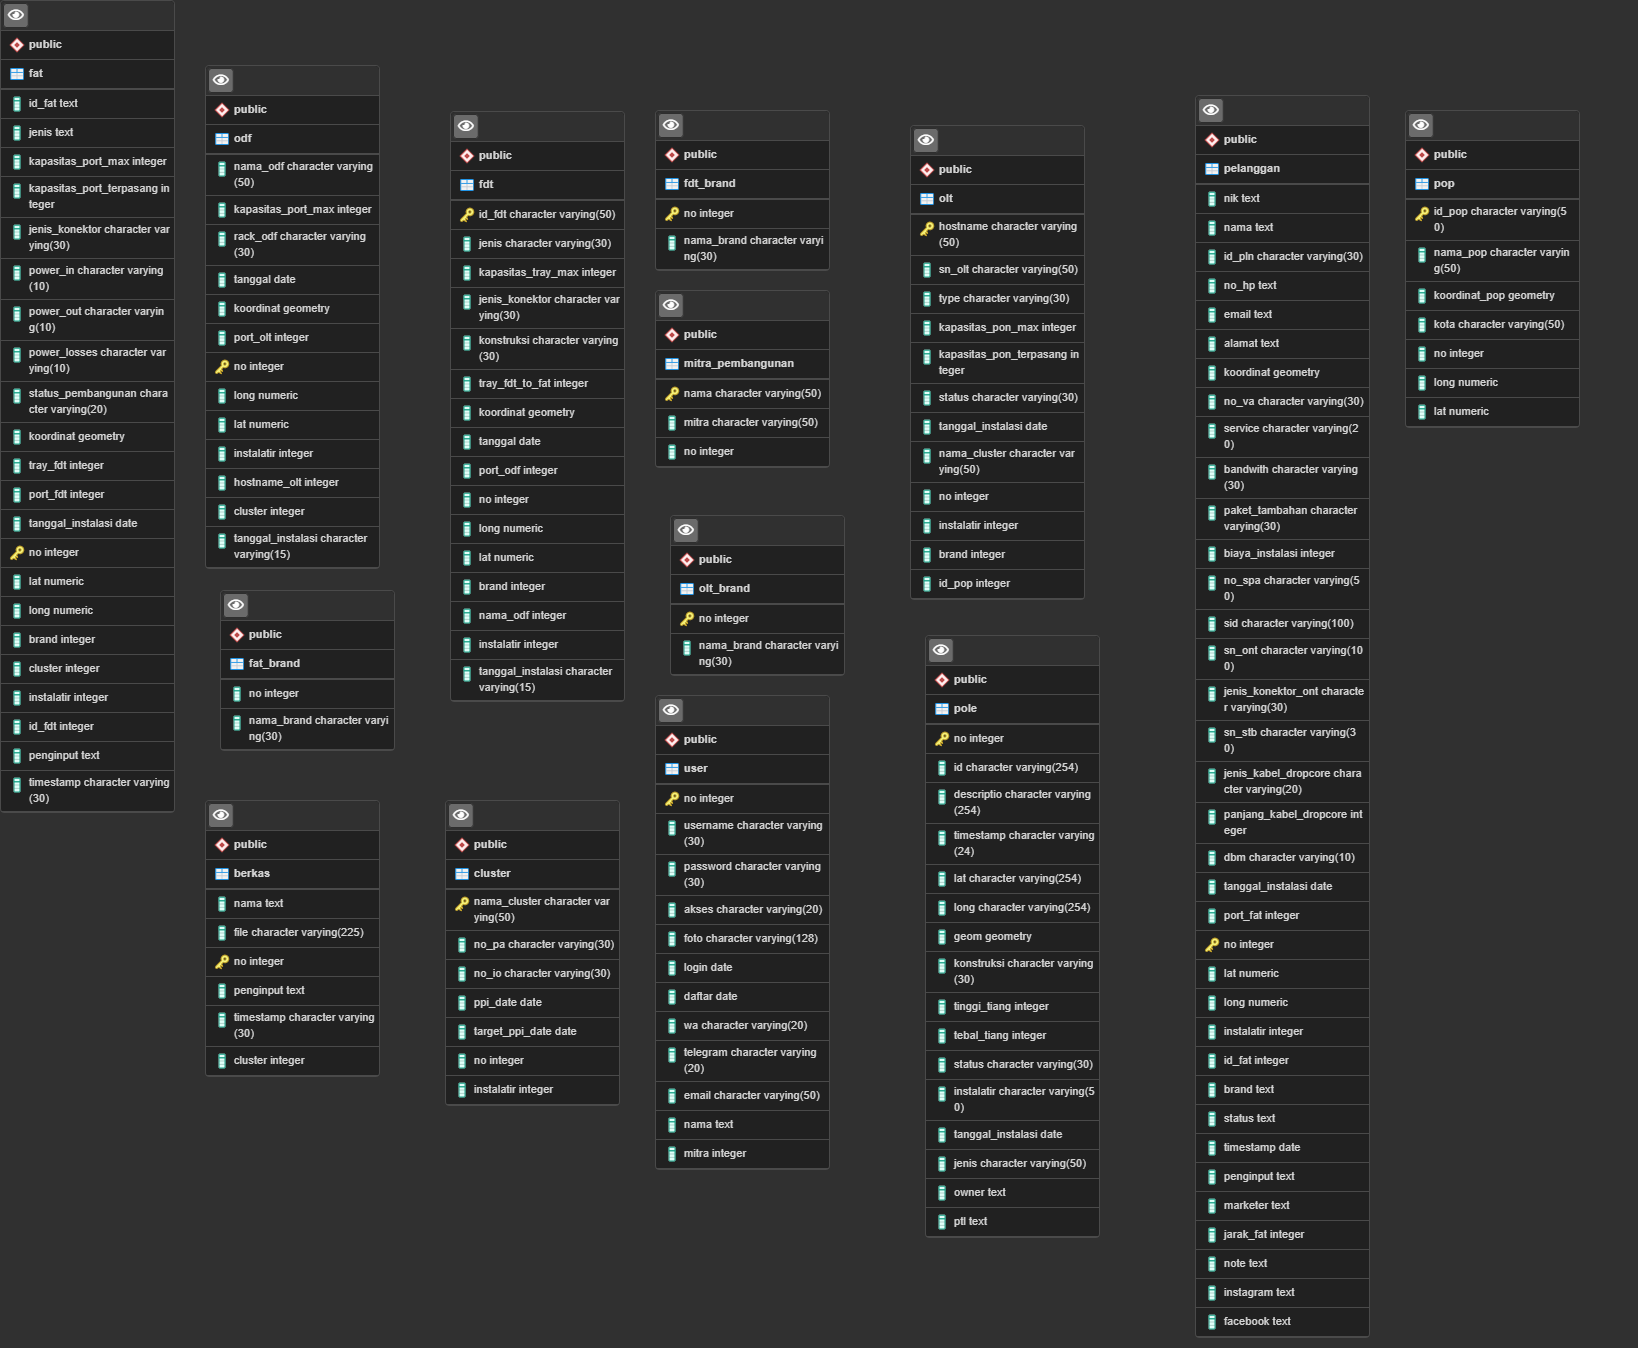 public
fat
id_fat text
jenis text
kapasitas_port_max integer
kapasitas_port_terpasang in
teger
jenis_konektor character var
ying(30)
power_in character varying
(10)
power_out character varyin
g(10)
power_losses character var
ying(10)
status_pembangunan chara
cter varying(20)
koordinat geometry
tray_fdt integer
port_fdt integer
tanggal_instalasi date
no integer
lat numeric
long numeric
brand integer
cluster integer
instalatir integer
id_fdt integer
penginput text
timestamp character varying
(30)
public
odf
nama_odf character varying
(50)
kapasitas_port_max integer
rack_odf character varying
(30)
tanggal date
koordinat geometry
port_olt integer
no integer
long numeric
lat numeric
instalatir integer
hostname_olt integer
cluster integer
tanggal_instalasi character
varying(15)
public
fat_brand
no integer
nama_brand character varyi
ng(30)
public
berkas
nama text
file character varying(225)
no integer
penginput text
timestamp character varying
(30)
cluster integer
public
fdt
id_fdt character varying(50)
jenis character varying(30)
kapasitas_tray_max integer
jenis_konektor character var
ying(30)
konstruksi character varying
(30)
tray_fdt_to_fat integer
koordinat geometry
tanggal date
port_odf integer
no integer
long numeric
lat numeric
brand integer
nama_odf integer
instalatir integer
tanggal_instalasi character
varying(15)
public
cluster
nama_cluster character var
ying(50)
no_pa character varying(30)
no_io character varying(30)
ppi_date date
target_ppi_date date
no integer
instalatir integer
public
fdt_brand
no integer
nama_brand character varyi
ng(30)
public
mitra_pembangunan
nama character varying(50)
mitra character varying(50)
no integer
public
olt_brand
no integer
nama_brand character varyi
ng(30)
public
user
no integer
username character varying
(30)
password character varying
(30)
akses character varying(20)
foto character varying(128)
login date
daftar date
wa character varying(20)
telegram character varying
(20)
email character varying(50)
nama text
mitra integer
public
olt
hostname character varying
(50)
sn_olt character varying(50)
type character varying(30)
kapasitas_pon_max integer
kapasitas_pon_terpasang in
teger
status character varying(30)
tanggal_instalasi date
nama_cluster character var
ying(50)
no integer
instalatir integer
brand integer
id_pop integer
public
pole
no integer
id character varying(254)
descriptio character varying
(254)
timestamp character varying
(24)
lat character varying(254)
long character varying(254)
geom geometry
konstruksi character varying
(30)
tinggi_tiang integer
tebal_tiang integer
status character varying(30)
instalatir character varying(5
0)
tanggal_instalasi date
jenis character varying(50)
owner text
ptl text
public
pelanggan
nik text
nama text
id_pln character varying(30)
no_hp text
email text
alamat text
koordinat geometry
no_va character varying(30)
service character varying(2
0)
bandwith character varying
(30)
paket_tambahan character
varying(30)
biaya_instalasi integer
no_spa character varying(5
0)
sid character varying(100)
sn_ont character varying(10
0)
jenis_konektor_ont characte
r varying(30)
sn_stb character varying(3
0)
jenis_kabel_dropcore chara
cter varying(20)
panjang_kabel_dropcore int
eger
dbm character varying(10)
tanggal_instalasi date
port_fat integer
no integer
lat numeric
long numeric
instalatir integer
id_fat integer
brand text
status text
timestamp date
penginput text
marketer text
jarak_fat integer
note text
instagram text
facebook text
public
pop
id_pop character varying(5
0)
nama_pop character varyin
g(50)
koordinat_pop geometry
kota character varying(50)
no integer
long numeric
lat numeric